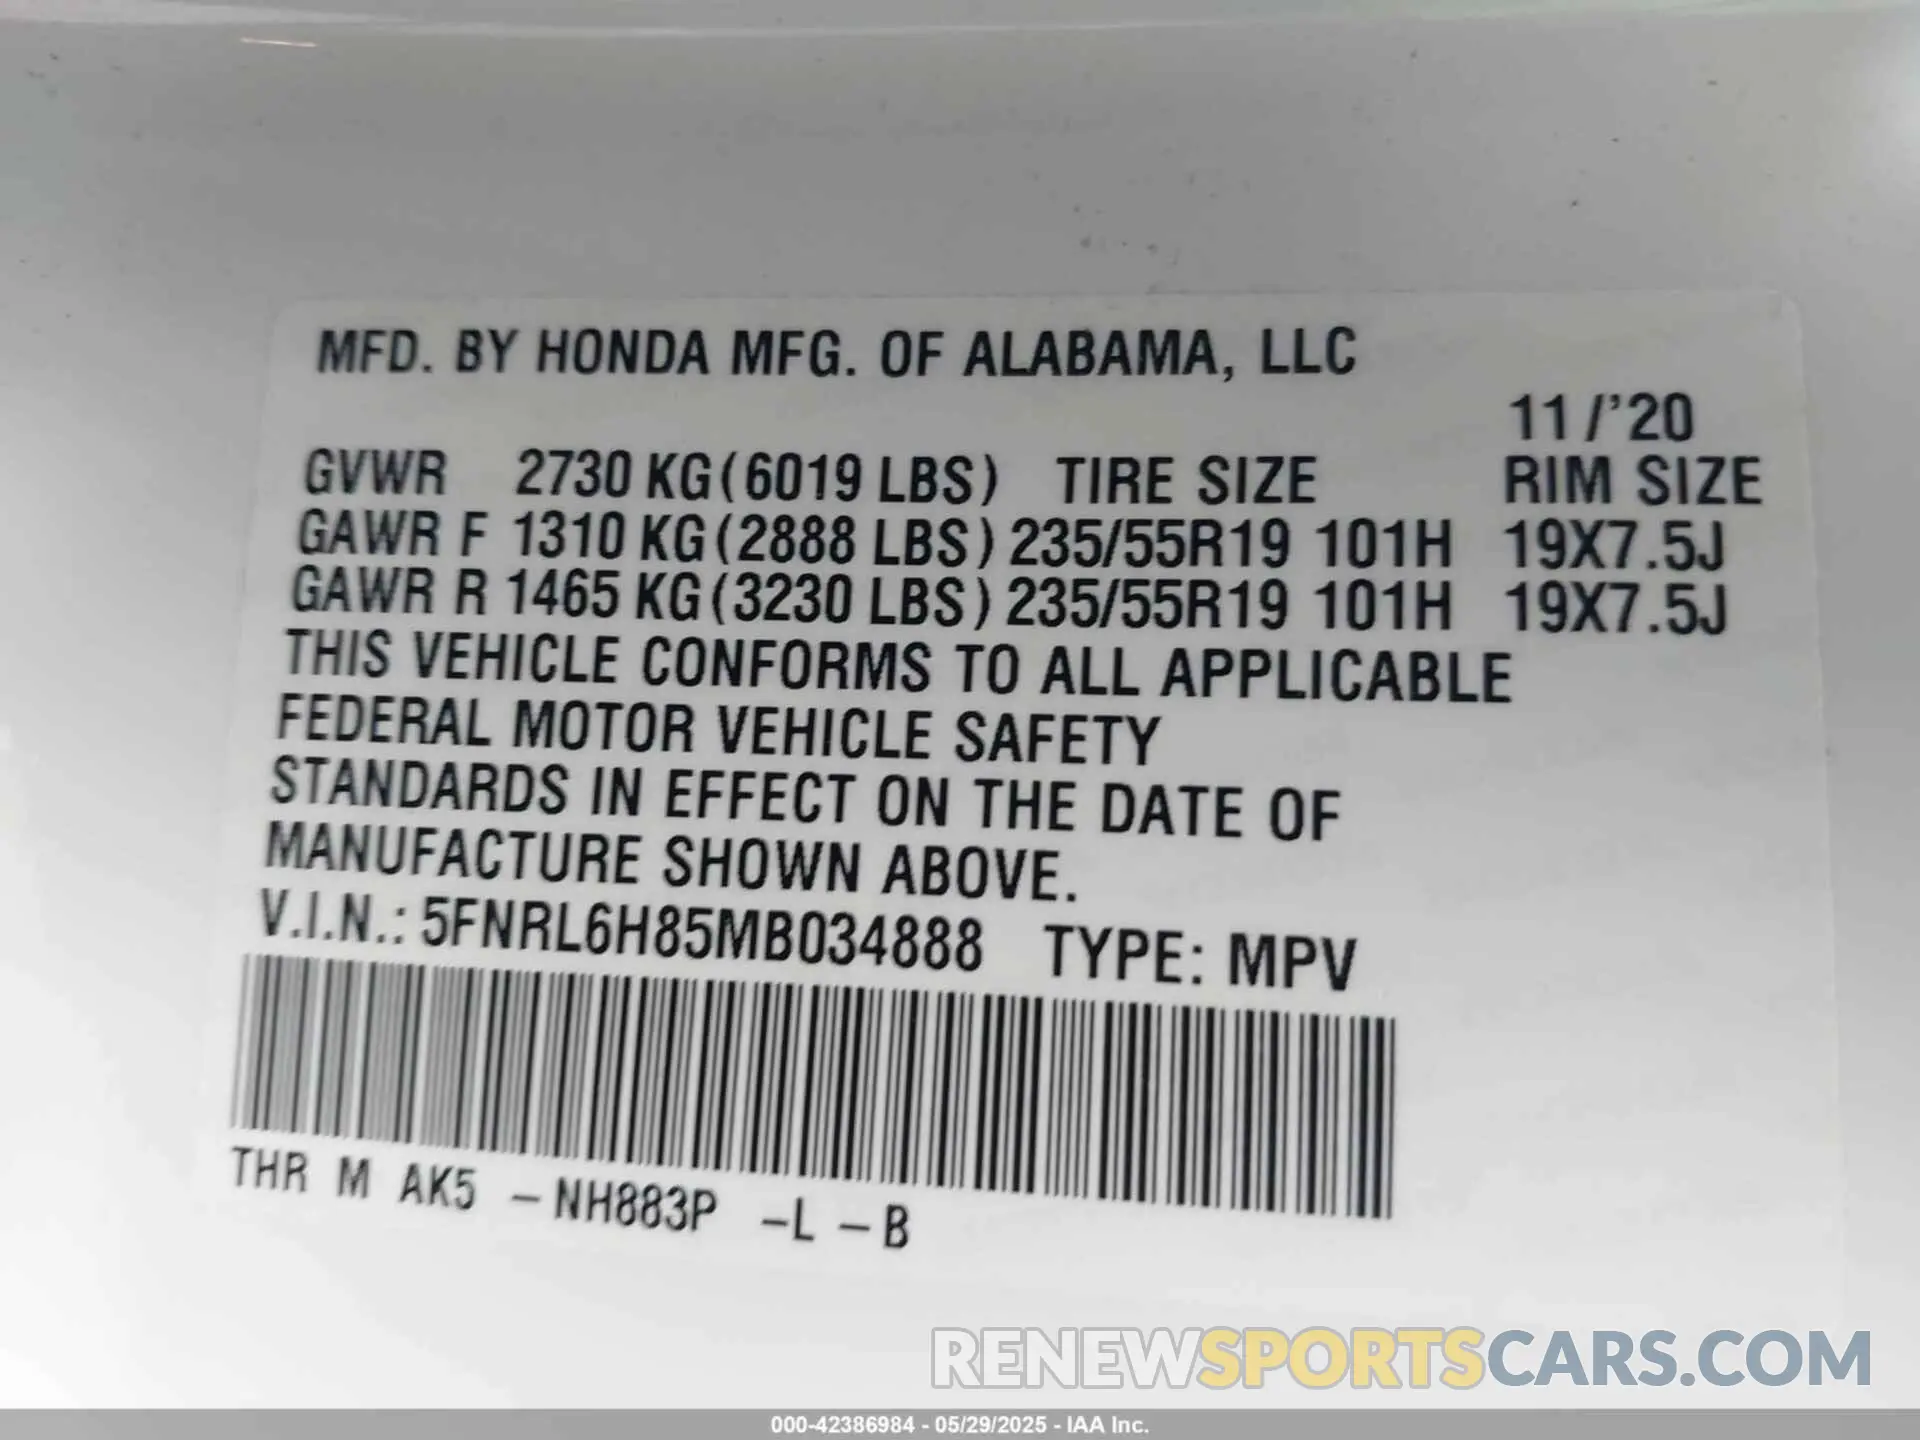 MFD. BY HONDA MFG. OF ALABAMA, LLC
11/'20
GVWR 2730 KG(6019 LBS) TIRE SIZE RIM SIZE
GAWR F 1310 KG(2888 LBS) 235/55R19 101H 19X7.5J
GAWR R 1465 KG(3230 LBS) 235/55R19 101H 19X7.5J
THIS VEHICLE CONFORMS TO ALL APPLICABLE
FEDERAL MOTOR VEHICLE SAFETY
STANDARDS IN EFFECT ON THE DATE OF
MANUFACTURE SHOWN ABOVE.
V.I.N.: 5FNRL6H85MB034888 TYPE: MPV
THR M AK5 -NH883P -L -B
RENEWSPORTSCARS.COM
000-42386984 - 05/29/2025 - IAA Inc.